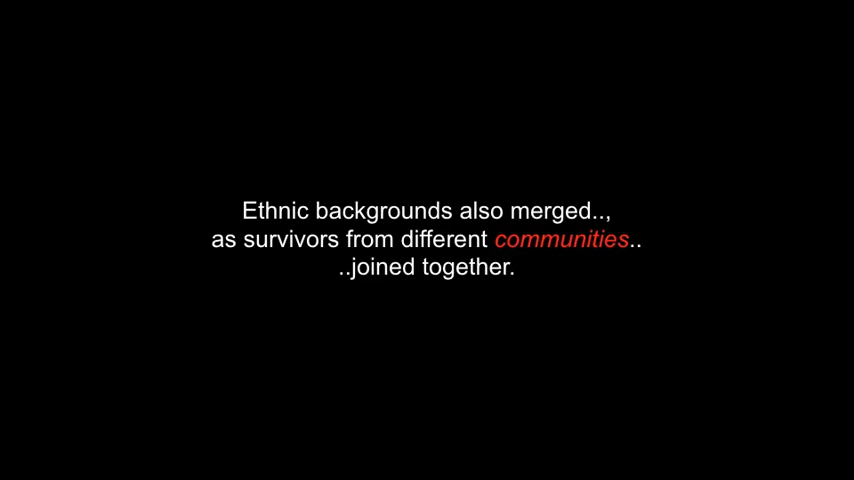 Ethnic backgrounds also merged..,
as survivors from different communities..
..joined together.